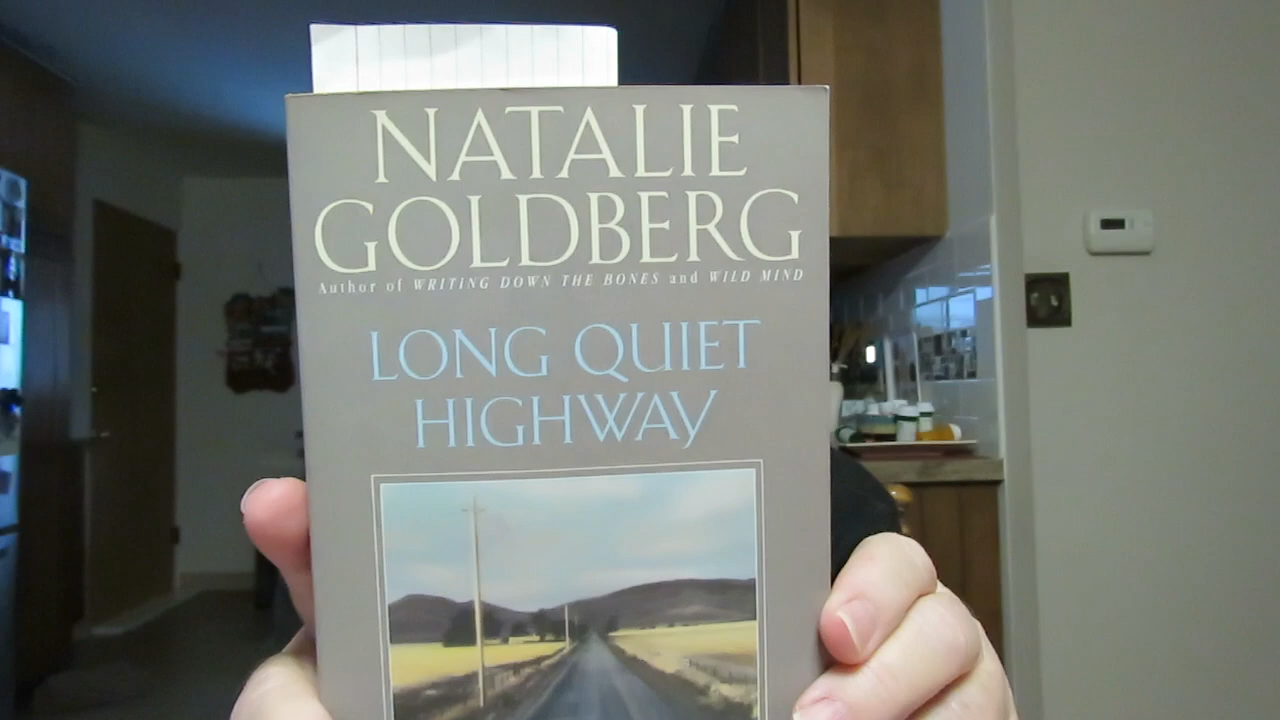 NATALIE
GOLDBERG
Author of WRITING DOWN THE BONES and WILD MIND
LONG QUIET
HIGHWAY